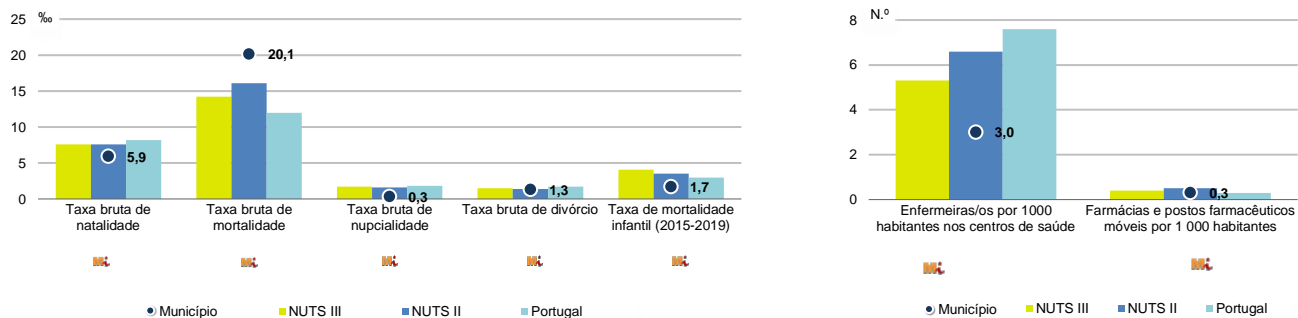 25 ‰
20
15
10
5
0
5,9
20,1
0,3
1,3
1,7
Taxa bruta de
natalidade
Taxa bruta de
mortalidade
Taxa bruta de
nupcialidade
Taxa bruta de divórcio
Taxa de mortalidade
infantil (2015-2019)
Município NUTS III NUTS II Portugal
N.º
8
6
4
2
0
3,0
0,3
Enfermeiras/os por 1000
habitantes nos centros de saúde
Farmácias e postos farmacêuticos
móveis por 1 000 habitantes
Município NUTS III NUTS II Portugal